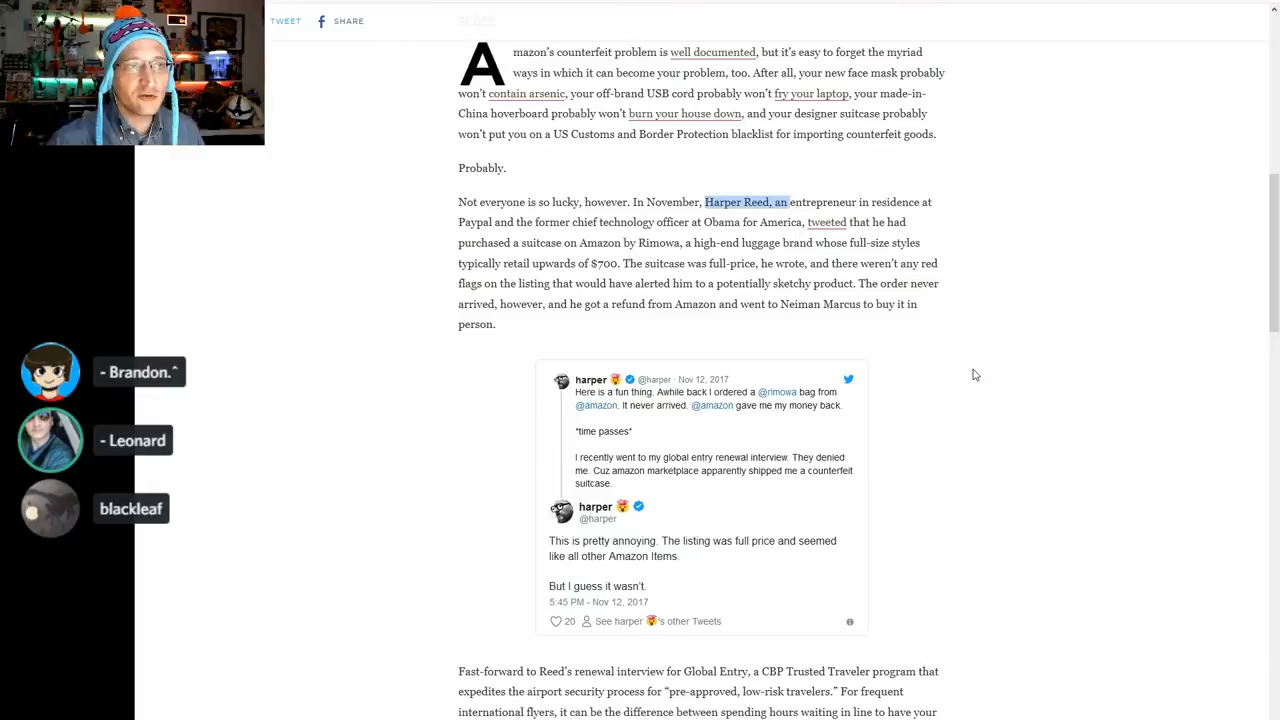 TWEET
SHARE
Amazon's counterfeit problem is well documented, but it's easy to forget the myriad
ways in which it can become your problem, too. After all, your new face mask probably
won't contain arsenic, your off-brand USB cord probably won't fry your laptop, your made-in-
China hoverboard probably won't burn your house down, and your designer suitcase probably
won't put you on a US Customs and Border Protection blacklist for importing counterfeit goods.
Probably.
Not everyone is so lucky, however. In November, Harper Reed, an entrepreneur in residence at
Paypal and the former chief technology officer at Obama for America, tweeted that he had
purchased a suitcase on Amazon by Rimowa, a high-end luggage brand whose full-size styles
typically retail upwards of $700. The suitcase was full-price, he wrote, and there weren't any red
flags on the listing that would have alerted him to a potentially sketchy product. The order never
arrived, however, and he got a refund from Amazon and went to Neiman Marcus to buy it in
person.
- Brandon.^
- Leonard
blackleaf
harper @harper · Nov 12, 2017
Here is a fun thing. Awhile back I ordered a @rimowa bag from
@amazon. It never arrived. @amazon gave me my money back.
*time passes*
I recently went to my global entry renewal interview. They denied
me. Cuz amazon marketplace apparently shipped me a counterfeit
suitcase.
harper
@harper
This is pretty annoying. The listing was full price and seemed
like all other Amazon Items.
But I guess it wasn't.
5:45 PM - Nov 12, 2017
20 See harper 's other Tweets
Fast-forward to Reed's renewal interview for Global Entry, a CBP Trusted Traveler program that
expedites the airport security process for "pre-approved, low-risk travelers." For frequent
international flyers, it can be the difference between spending hours waiting in line to have your